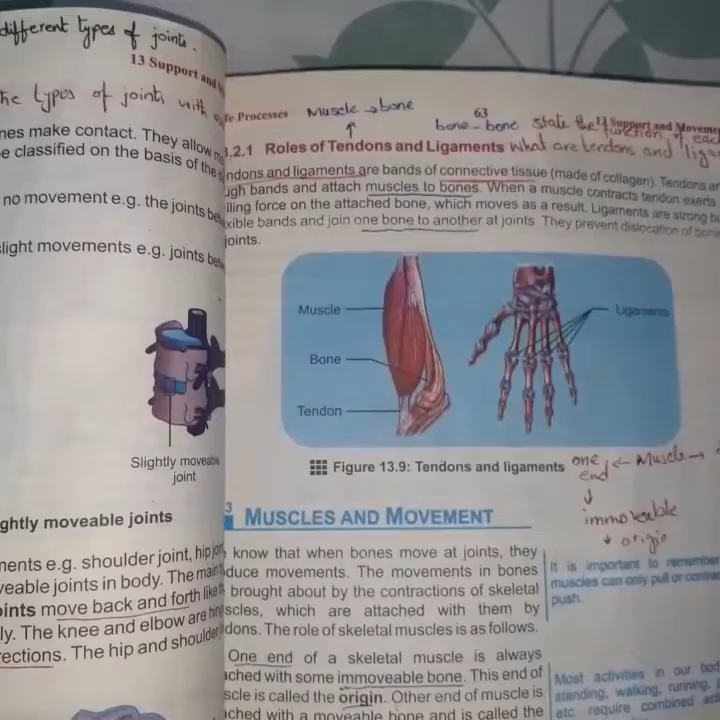 different types of joints.
13 Support and
the types of joints with
nes make contact. They allow
e classified on the basis of the
no movement e.g. the joints
slight movements e.g. joints
Slightly moveable
joint
ghtly moveable joints
ments e.g. shoulder joint, hip
veable joints in body. The main
ints move back and forth like
ly. The knee and elbow are
rections. The hip and shoulder
fe Processes
Muscle → bone
63
bone - bone
state the function of each
Support and Moveme
.2.1 Roles of Tendons and Ligaments
What are tendons and liga
ndons and ligaments are bands of connective tissue (made of collagen). Tendons ar
ugh bands and attach muscles to bones. When a muscle contracts tendon exerts
lling force on the attached bone, which moves as a result. Ligaments are strong b
xible bands and join one bone to another at joints. They prevent dislocation of bone
joints.
Muscle
Bone
Tendon
Ligaments
Figure 13.9: Tendons and ligaments
one end ← Muscle →
immoveable
origin
3 MUSCLES AND MOVEMENT
know that when bones move at joints, they
duce movements. The movements in bones
brought about by the contractions of skeletal
scles, which are attached with them by
dons. The role of skeletal muscles is as follows.
One end of a skeletal muscle is always
ached with some immoveable bone. This end of
scle is called the origin. Other end of muscle is
ached with a moveable bone and is called the
It is important to remember
muscles can only pull or contra
push.
Most activities in our bod
standing, walking, running,
etc. require combined acti